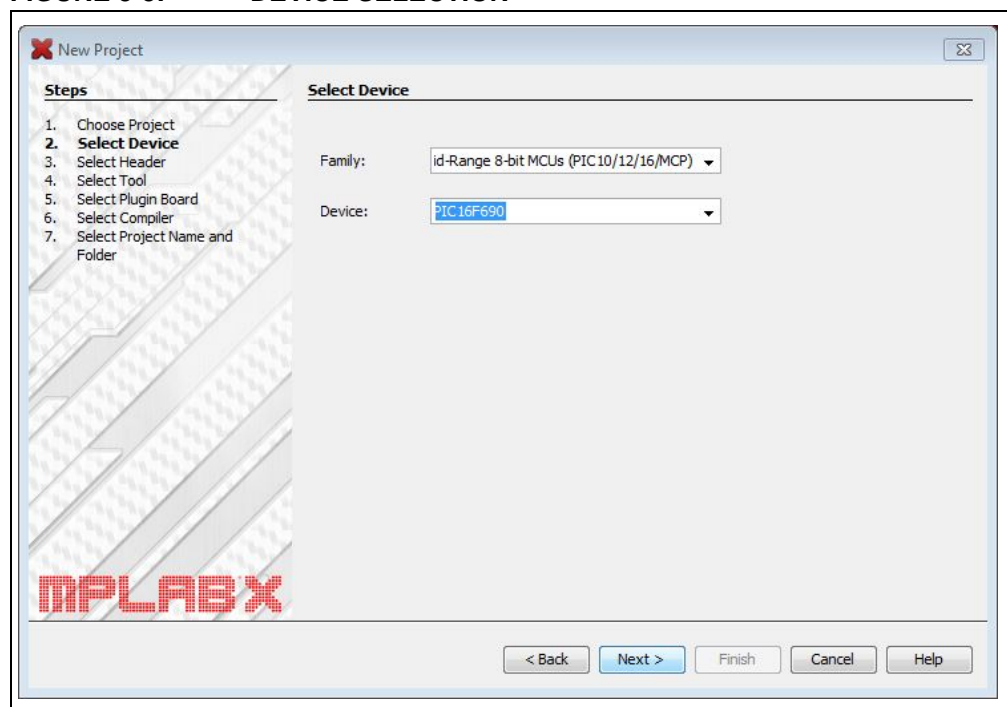 New Project
Steps
1. Choose Project
2. Select Device
3. Select Header
4. Select Tool
5. Select Plugin Board
6. Select Compiler
7. Select Project Name and
Folder
Select Device
Family: id-Range 8-bit MCUs (PIC10/12/16/MCP)
Device: PIC16F690
MPLAB X
< Back Next > Finish Cancel Help